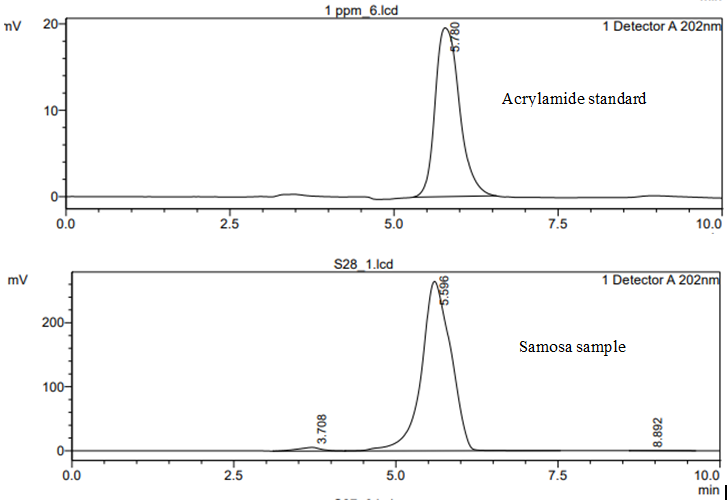 1 ppm_6.lcd
mV
1 Detector A 202nm
20
5.780
Acrylamide standard
10
0
0.0 2.5 5.0 7.5 10.0
S28_1.lcd
mV
1 Detector A 202nm
5.596
200
Samosa sample
100
3.708
8.892
0
0.0 2.5 5.0 7.5 10.0
min